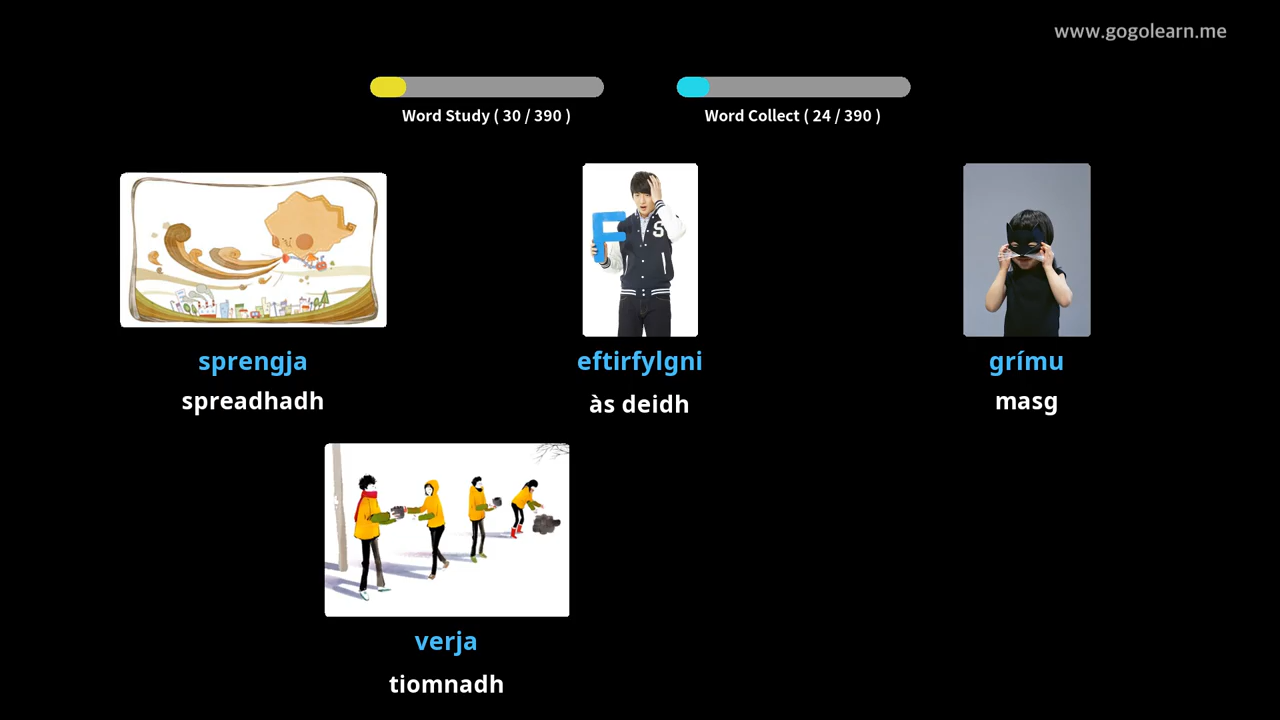 www.gogolearn.me
Word Study ( 30 / 390 )
Word Collect ( 24 / 390 )
F
S
sprengja
spreadhadh
eftirfylgni
às deidh
grímu
masg
verja
tiomnadh